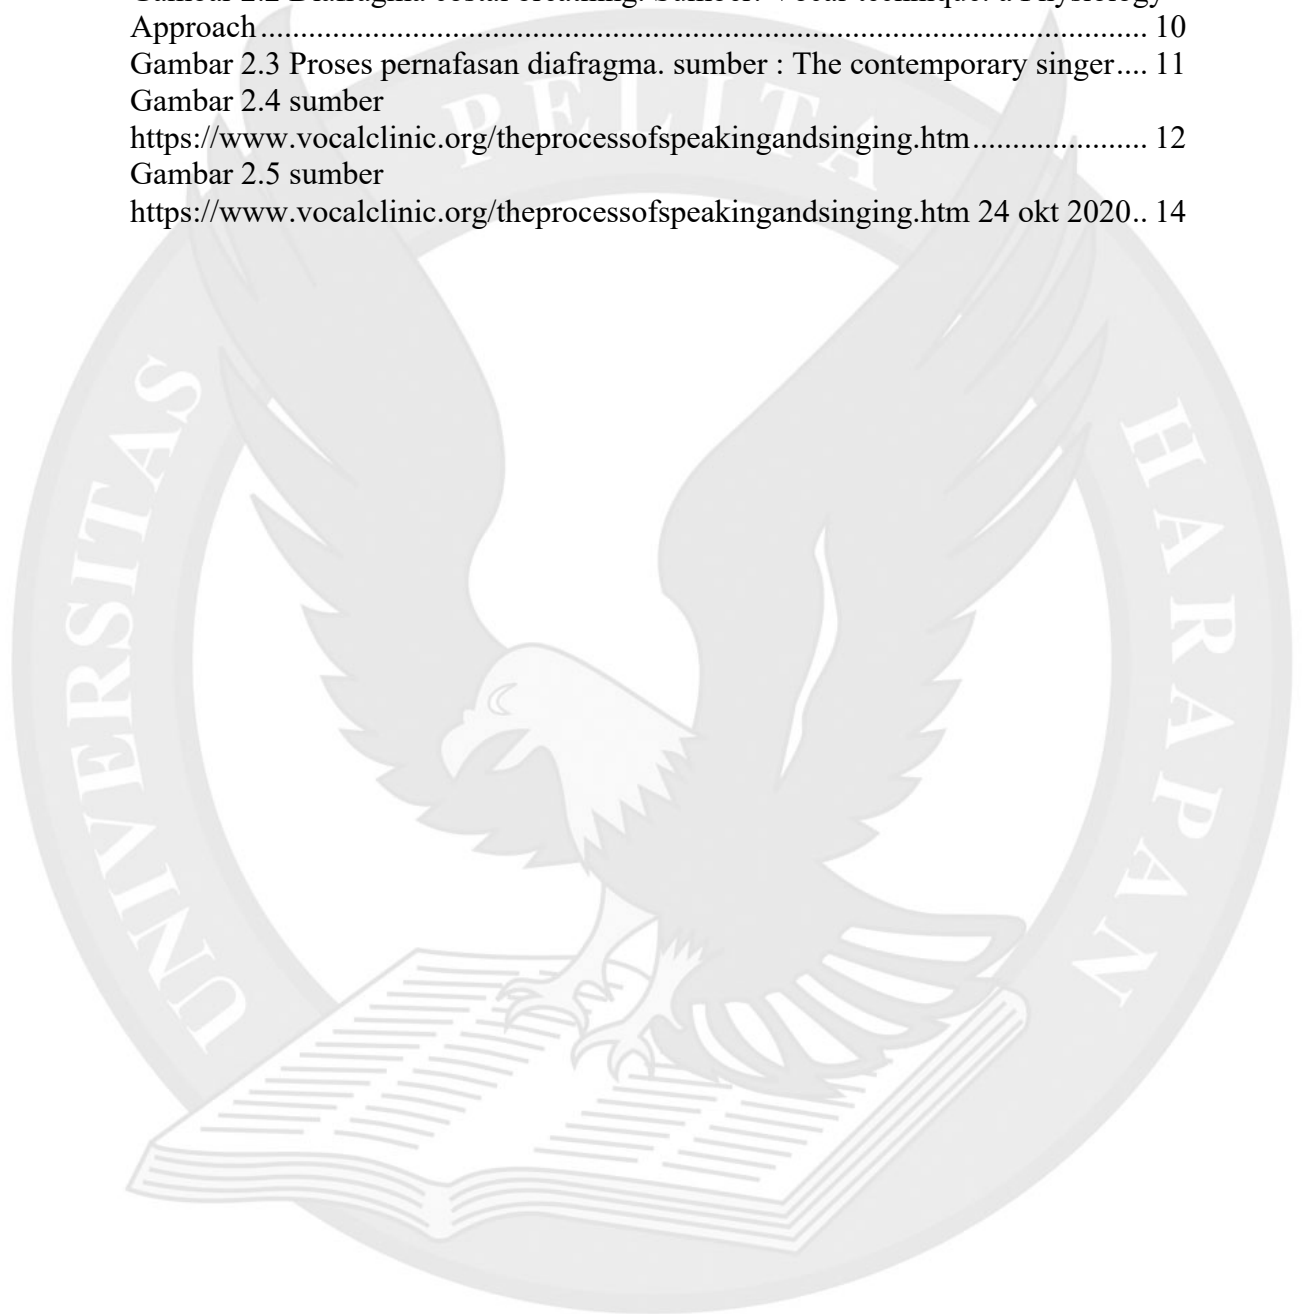 Approach............................................................................................................... 10
Gambar 2.3 Proses pernafasan diafragma. sumber : The contemporary singer.... 11
Gambar 2.4 sumber
https://www.vocalclinic.org/theprocessofspeakingandsinging.htm...................... 12
Gambar 2.5 sumber
https://www.vocalclinic.org/theprocessofspeakingandsinging.htm 24 okt 2020.. 14
UNIVERSITAS PELITA HARAPAN